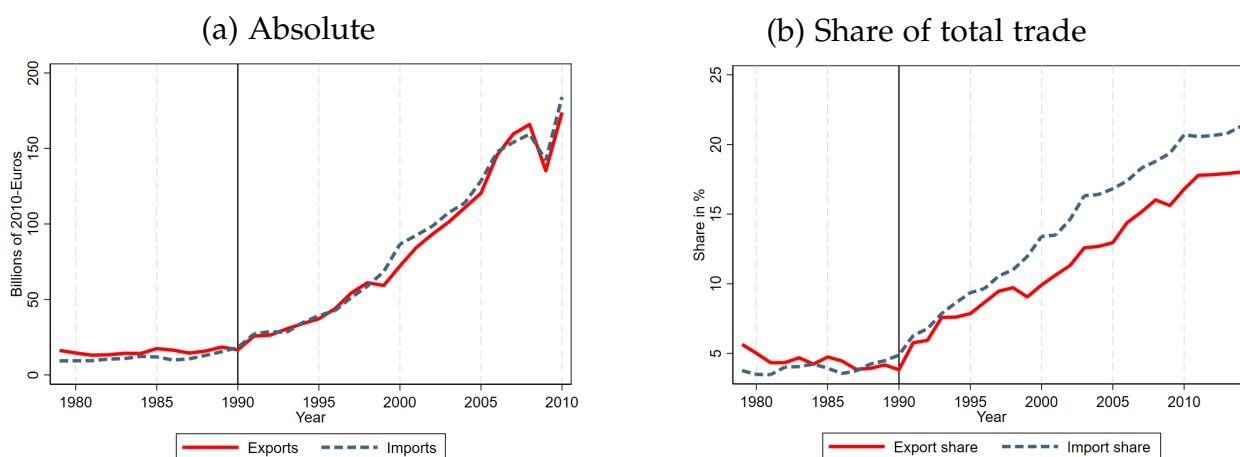 (a) Absolute
200
150
100
50
0
Billions of 2010-Euros
1980 1985 1990 1995 2000 2005 2010
Year
Exports Imports
(b) Share of total trade
25
20
15
10
5
0
Share in %
1980 1985 1990 1995 2000 2005 2010
Year
Export share Import share